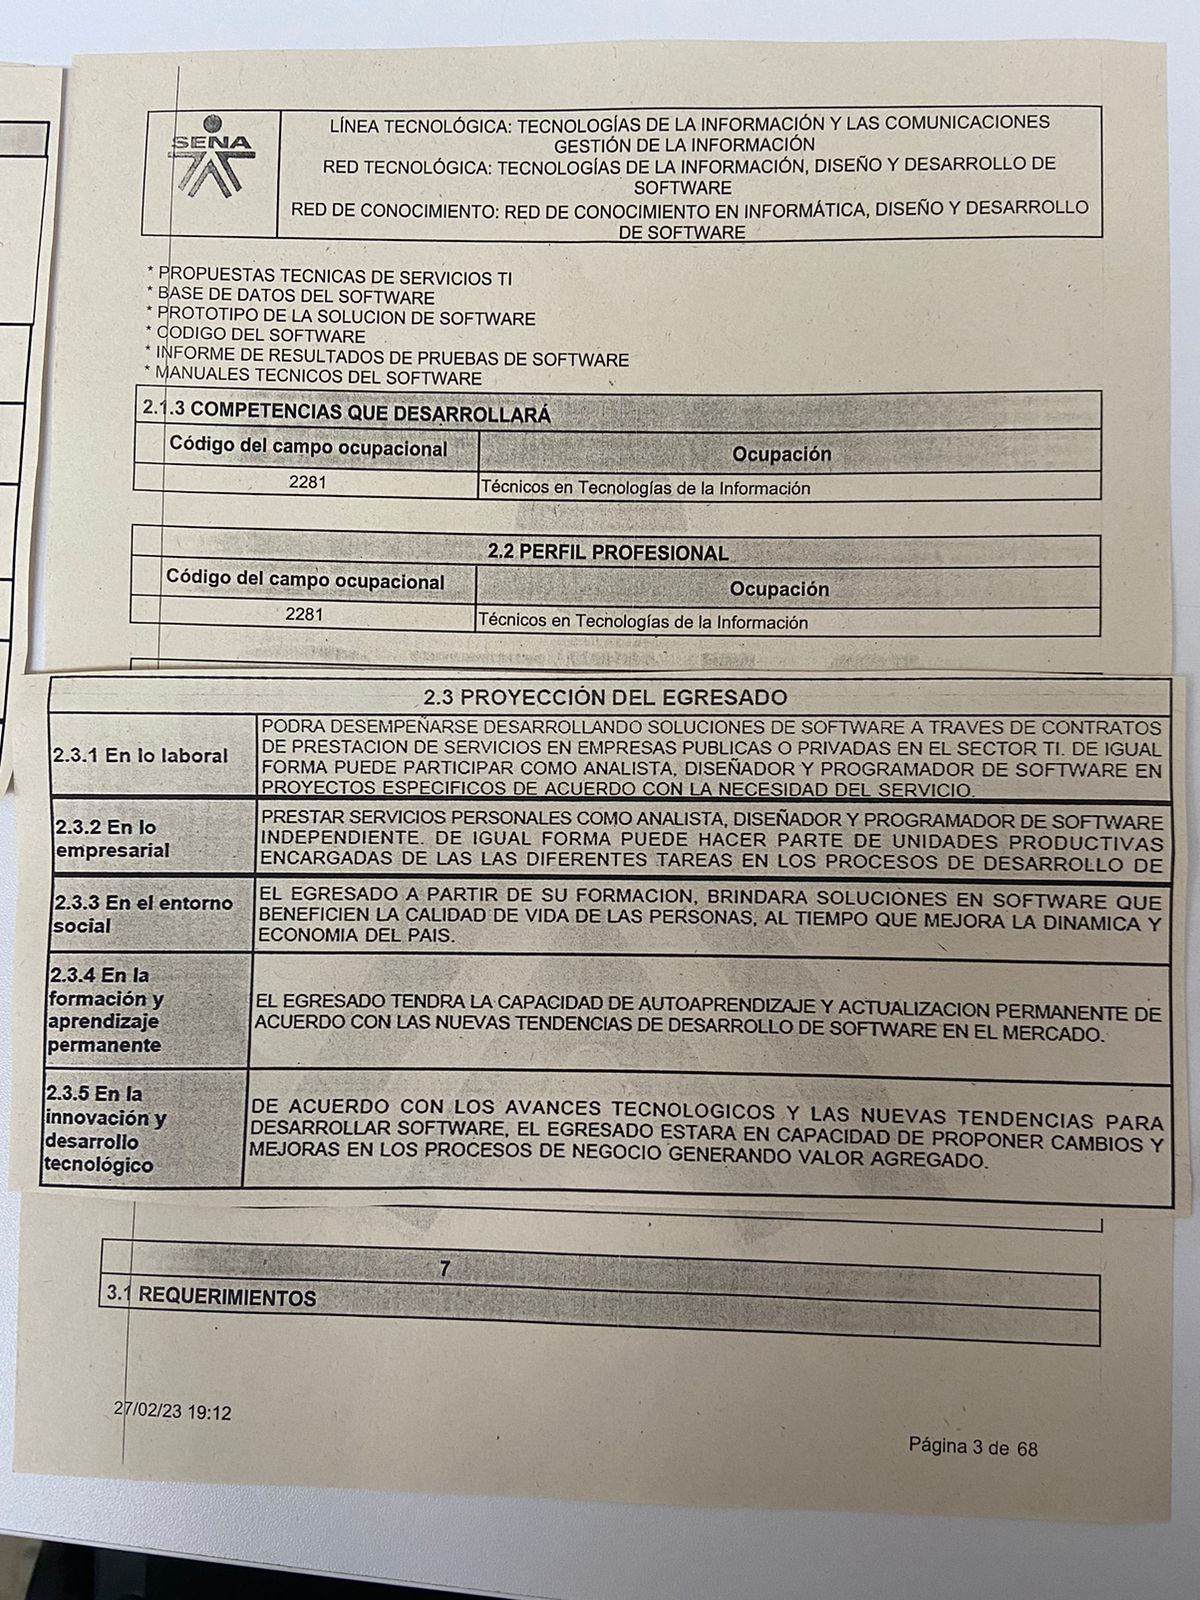 SENA
LÍNEA TECNOLÓGICA: TECNOLOGÍAS DE LA INFORMACIÓN Y LAS COMUNICACIONES
GESTIÓN DE LA INFORMACIÓN
RED TECNOLÓGICA: TECNOLOGÍAS DE LA INFORMACIÓN, DISEÑO Y DESARROLLO DE
SOFTWARE
RED DE CONOCIMIENTO: RED DE CONOCIMIENTO EN INFORMÁTICA, DISEÑO Y DESARROLLO
DE SOFTWARE
* PROPUESTAS TECNICAS DE SERVICIOS TI
* BASE DE DATOS DEL SOFTWARE
* PROTOTIPO DE LA SOLUCION DE SOFTWARE
* CODIGO DEL SOFTWARE
* INFORME DE RESULTADOS DE PRUEBAS DE SOFTWARE
* MANUALES TECNICOS DEL SOFTWARE
2.1.3 COMPETENCIAS QUE DESARROLLARÁ
Código del campo ocupacional
Ocupación
2281
Técnicos en Tecnologías de la Información
2.2 PERFIL PROFESIONAL
Código del campo ocupacional
Ocupación
2281
Técnicos en Tecnologías de la Información
2.3 PROYECCIÓN DEL EGRESADO
2.3.1 En lo laboral
PODRA DESEMPEÑARSE DESARROLLANDO SOLUCIONES DE SOFTWARE A TRAVES DE CONTRATOS
DE PRESTACION DE SERVICIOS EN EMPRESAS PUBLICAS O PRIVADAS EN EL SECTOR TI. DE IGUAL
FORMA PUEDE PARTICIPAR COMO ANALISTA, DISEÑADOR Y PROGRAMADOR DE SOFTWARE EN
PROYECTOS ESPECIFICOS DE ACUERDO CON LA NECESIDAD DEL SERVICIO.
2.3.2 En lo
empresarial
PRESTAR SERVICIOS PERSONALES COMO ANALISTA, DISEÑADOR Y PROGRAMADOR DE SOFTWARE
INDEPENDIENTE. DE IGUAL FORMA PUEDE HACER PARTE DE UNIDADES PRODUCTIVAS
ENCARGADAS DE LAS LAS DIFERENTES TAREAS EN LOS PROCESOS DE DESARROLLO DE
2.3.3 En el entorno
social
EL EGRESADO A PARTIR DE SU FORMACION, BRINDARA SOLUCIONES EN SOFTWARE QUE
BENEFICIEN LA CALIDAD DE VIDA DE LAS PERSONAS, AL TIEMPO QUE MEJORA LA DINAMICA Y
ECONOMIA DEL PAIS.
2.3.4 En la
formación y
aprendizaje
permanente
EL EGRESADO TENDRA LA CAPACIDAD DE AUTOAPRENDIZAJE Y ACTUALIZACION PERMANENTE DE
ACUERDO CON LAS NUEVAS TENDENCIAS DE DESARROLLO DE SOFTWARE EN EL MERCADO.
2.3.5 En la
innovación y
desarrollo
tecnológico
DE ACUERDO CON LOS AVANCES TECNOLOGICOS Y LAS NUEVAS TENDENCIAS PARA
DESARROLLAR SOFTWARE, EL EGRESADO ESTARA EN CAPACIDAD DE PROPONER CAMBIOS Y
MEJORAS EN LOS PROCESOS DE NEGOCIO GENERANDO VALOR AGREGADO.
7
3.1 REQUERIMIENTOS
27/02/23 19:12
Página 3 de 68